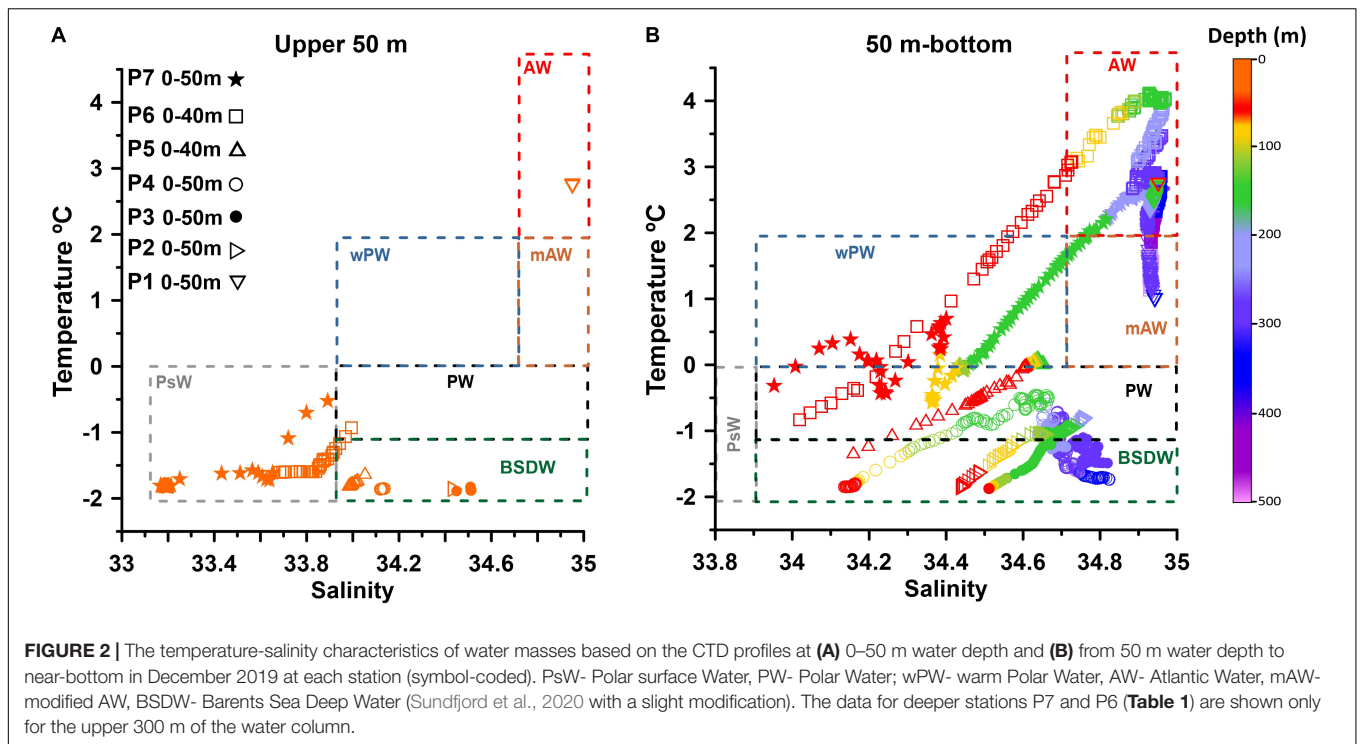 A
Upper 50 m
P7 0-50m
P6 0-40m
P5 0-40m
P4 0-50m
P3 0-50m
P2 0-50m
P1 0-50m
AW
wPW
mAW
PsW
PW
BSDW
Temperature ºC
4
3
2
1
0
-1
-2
33
33.4
33.8
34.2
34.6
35
Salinity
B
50 m-bottom
AW
wPW
mAW
PW
PsW
BSDW
Temperature ºC
4
3
2
1
0
-1
-2
33.8
34
34.2
34.4
34.6
34.8
35
Salinity
Depth (m)
0
100
200
300
400
500
FIGURE 2 | The temperature-salinity characteristics of water masses based on the CTD profiles at (A) 0–50 m water depth and (B) from 50 m water depth to
near-bottom in December 2019 at each station (symbol-coded). PsW- Polar surface Water, PW- Polar Water; wPW- warm Polar Water, AW- Atlantic Water, mAW-
modified AW, BSDW- Barents Sea Deep Water (Sundfjord et al., 2020 with a slight modification). The data for deeper stations P7 and P6 (Table 1) are shown only
for the upper 300 m of the water column.